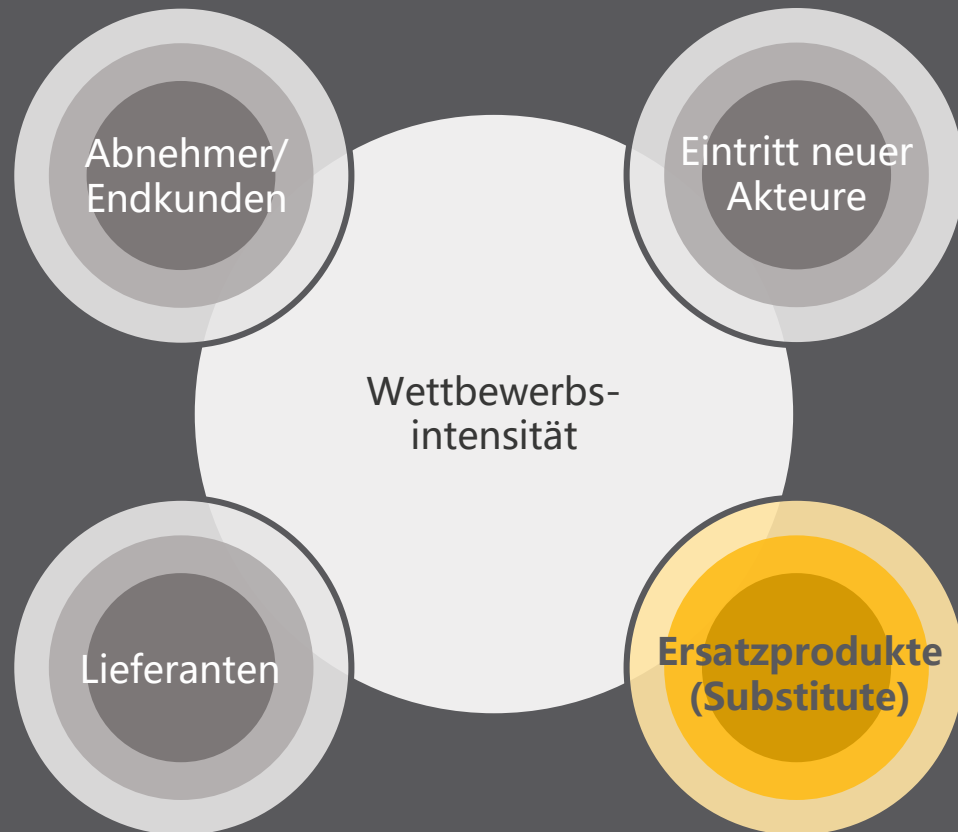 Abnehmer/
Endkunden
Eintritt neuer
Akteure
Wettbewerbs-
intensität
Lieferanten
Ersatzprodukte
(Substitute)